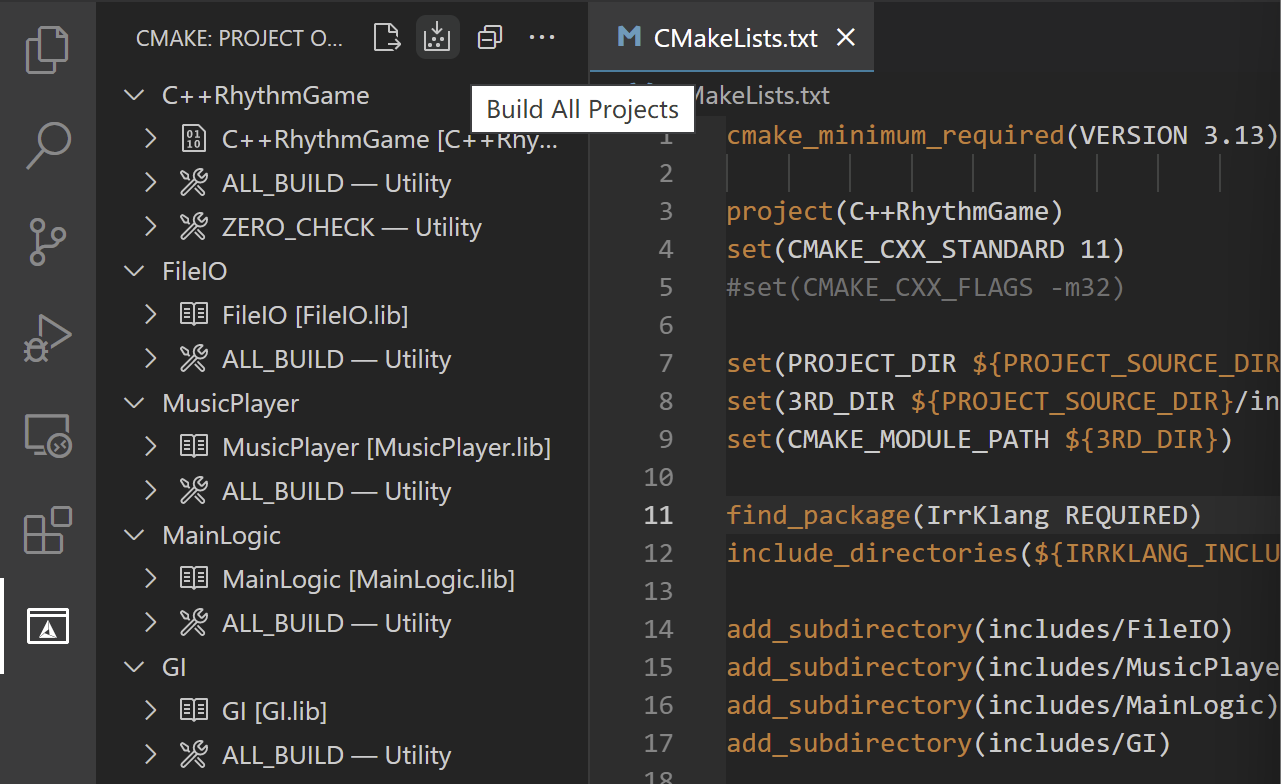 CMAKE: PROJECT O...
C++RhythmGame
C++RhythmGame [C++Rhy...
ALL_BUILD — Utility
ZERO_CHECK — Utility
FileIO
FileIO [FileIO.lib]
ALL_BUILD — Utility
MusicPlayer
MusicPlayer [MusicPlayer.lib]
ALL_BUILD — Utility
MainLogic
MainLogic [MainLogic.lib]
ALL_BUILD — Utility
GI
GI [GI.lib]
ALL_BUILD — Utility
Build All Projects
M CMakeLists.txt
MakeLists.txt
1 cmake_minimum_required(VERSION 3.13)
2
3 project(C++RhythmGame)
4 set(CMAKE_CXX_STANDARD 11)
5 #set(CMAKE_CXX_FLAGS -m32)
6
7 set(PROJECT_DIR ${PROJECT_SOURCE_DIR
8 set(3RD_DIR ${PROJECT_SOURCE_DIR}/in
9 set(CMAKE_MODULE_PATH ${3RD_DIR})
10
11 find_package(IrrKlang REQUIRED)
12 include_directories(${IRRKLANG_INCLU
13
14 add_subdirectory(includes/FileIO)
15 add_subdirectory(includes/MusicPlaye
16 add_subdirectory(includes/MainLogic)
17 add_subdirectory(includes/GI)
18